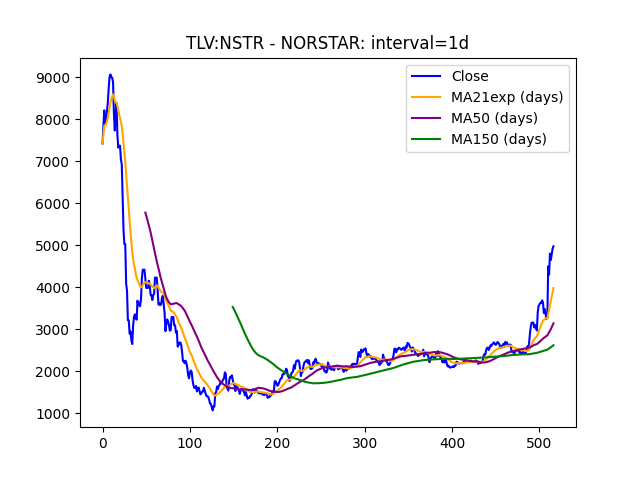 TLV:NSTR - NORSTAR: interval=1d
Close
MA21exp (days)
MA50 (days)
MA150 (days)
9000
8000
7000
6000
5000
4000
3000
2000
1000
0 100 200 300 400 500